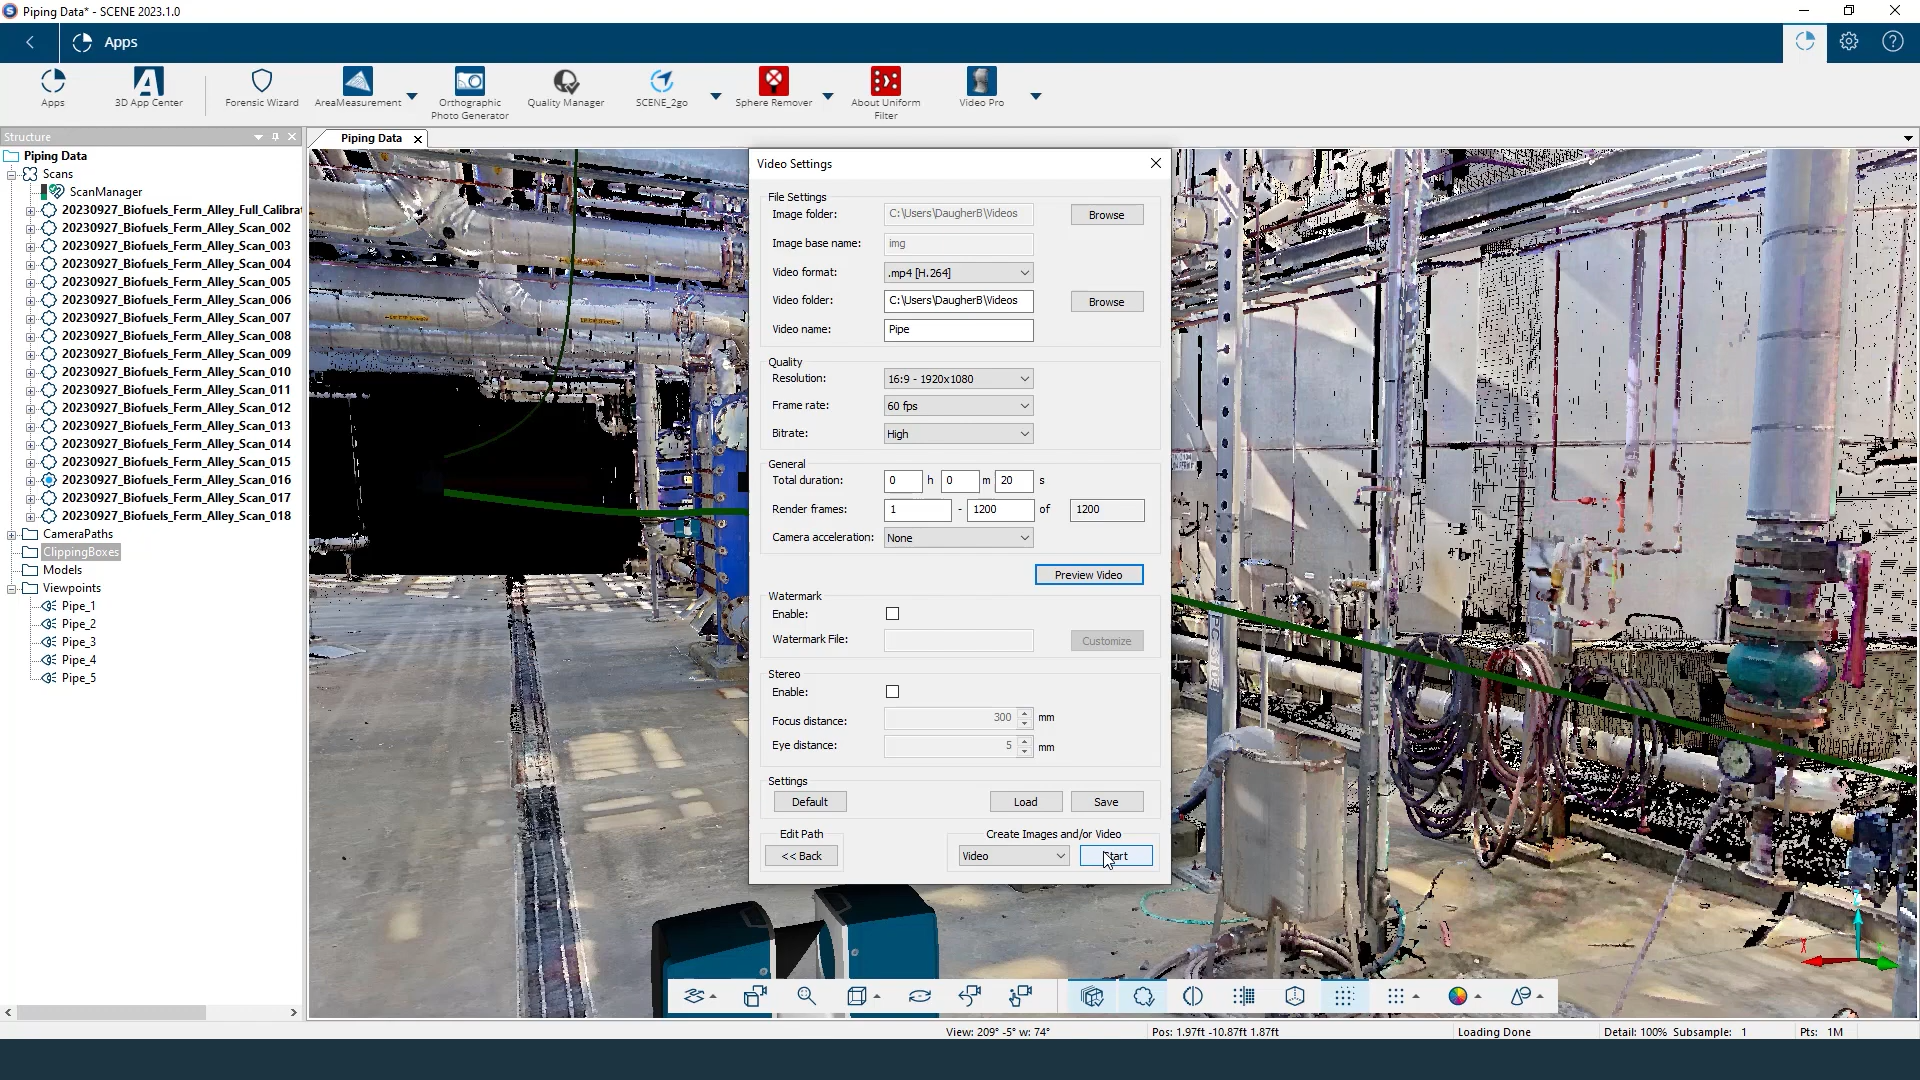 Piping Data* - SCENE 2023.1.0
Apps
Apps
3D App Center
Forensic Wizard
AreaMeasurement
Orthographic
Photo Generator
Quality Manager
SCENE_2go
Sphere Remover
About Uniform
Filter
Video Pro
Structure
Piping Data
Scans
ScanManager
20230927_Biofuels_Ferm_Alley_Full_Calibra
20230927_Biofuels_Ferm_Alley_Scan_002
20230927_Biofuels_Ferm_Alley_Scan_003
20230927_Biofuels_Ferm_Alley_Scan_004
20230927_Biofuels_Ferm_Alley_Scan_005
20230927_Biofuels_Ferm_Alley_Scan_006
20230927_Biofuels_Ferm_Alley_Scan_007
20230927_Biofuels_Ferm_Alley_Scan_008
20230927_Biofuels_Ferm_Alley_Scan_009
20230927_Biofuels_Ferm_Alley_Scan_010
20230927_Biofuels_Ferm_Alley_Scan_011
20230927_Biofuels_Ferm_Alley_Scan_012
20230927_Biofuels_Ferm_Alley_Scan_013
20230927_Biofuels_Ferm_Alley_Scan_014
20230927_Biofuels_Ferm_Alley_Scan_015
20230927_Biofuels_Ferm_Alley_Scan_016
20230927_Biofuels_Ferm_Alley_Scan_017
20230927_Biofuels_Ferm_Alley_Scan_018
CameraPaths
ClippingBoxes
Models
Viewpoints
Pipe_1
Pipe_2
Pipe_3
Pipe_4
Pipe_5
Piping Data
Video Settings
File Settings
Image folder: C:\Users\DaugherB\Videos Browse
Image base name: img
Video format: .mp4 [H.264]
Video folder: C:\Users\DaugherB\Videos Browse
Video name: Pipe
Quality
Resolution: 16:9 - 1920x1080
Frame rate: 60 fps
Bitrate: High
General
Total duration: 0 h 0 m 20 s
Render frames: 1 - 1200 of 1200
Camera acceleration: None
Preview Video
Watermark
Enable:
Watermark File: Customize
Stereo
Enable:
Focus distance: 300 mm
Eye distance: 5 mm
Settings
Default Load Save
Edit Path Create Images and/or Video
<< Back Video Start
View: 209° -5° w: 74° Pos: 1.97ft -10.87ft 1.87ft Loading Done Detail: 100% Subsample: 1 Pts: 1M